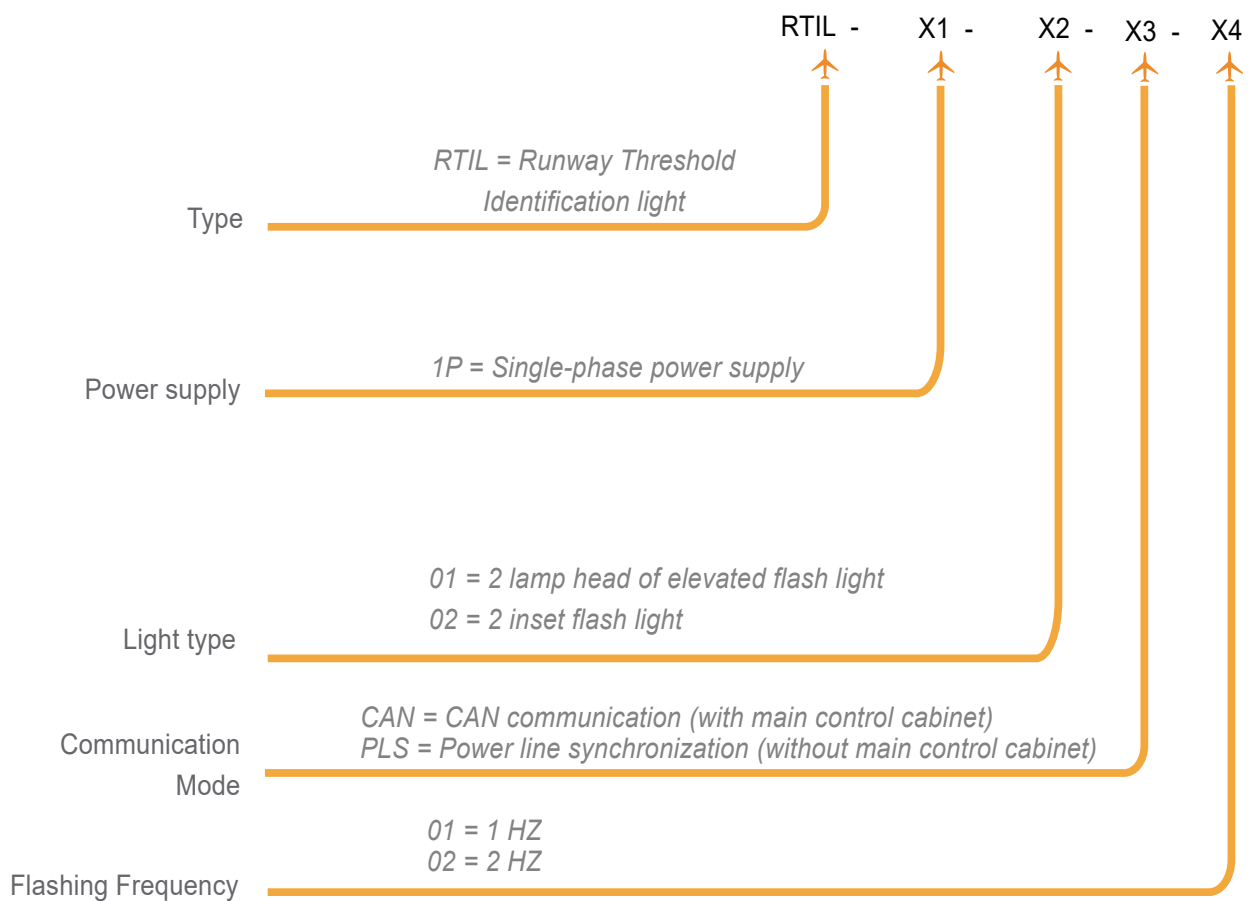 RTIL - X1 - X2 - X3 - X4
RTIL = Runway Threshold
Identification light
Type
1P = Single-phase power supply
Power supply
01 = 2 lamp head of elevated flash light
02 = 2 inset flash light
Light type
CAN = CAN communication (with main control cabinet)
PLS = Power line synchronization (without main control cabinet)
Communication
Mode
01 = 1 HZ
02 = 2 HZ
Flashing Frequency